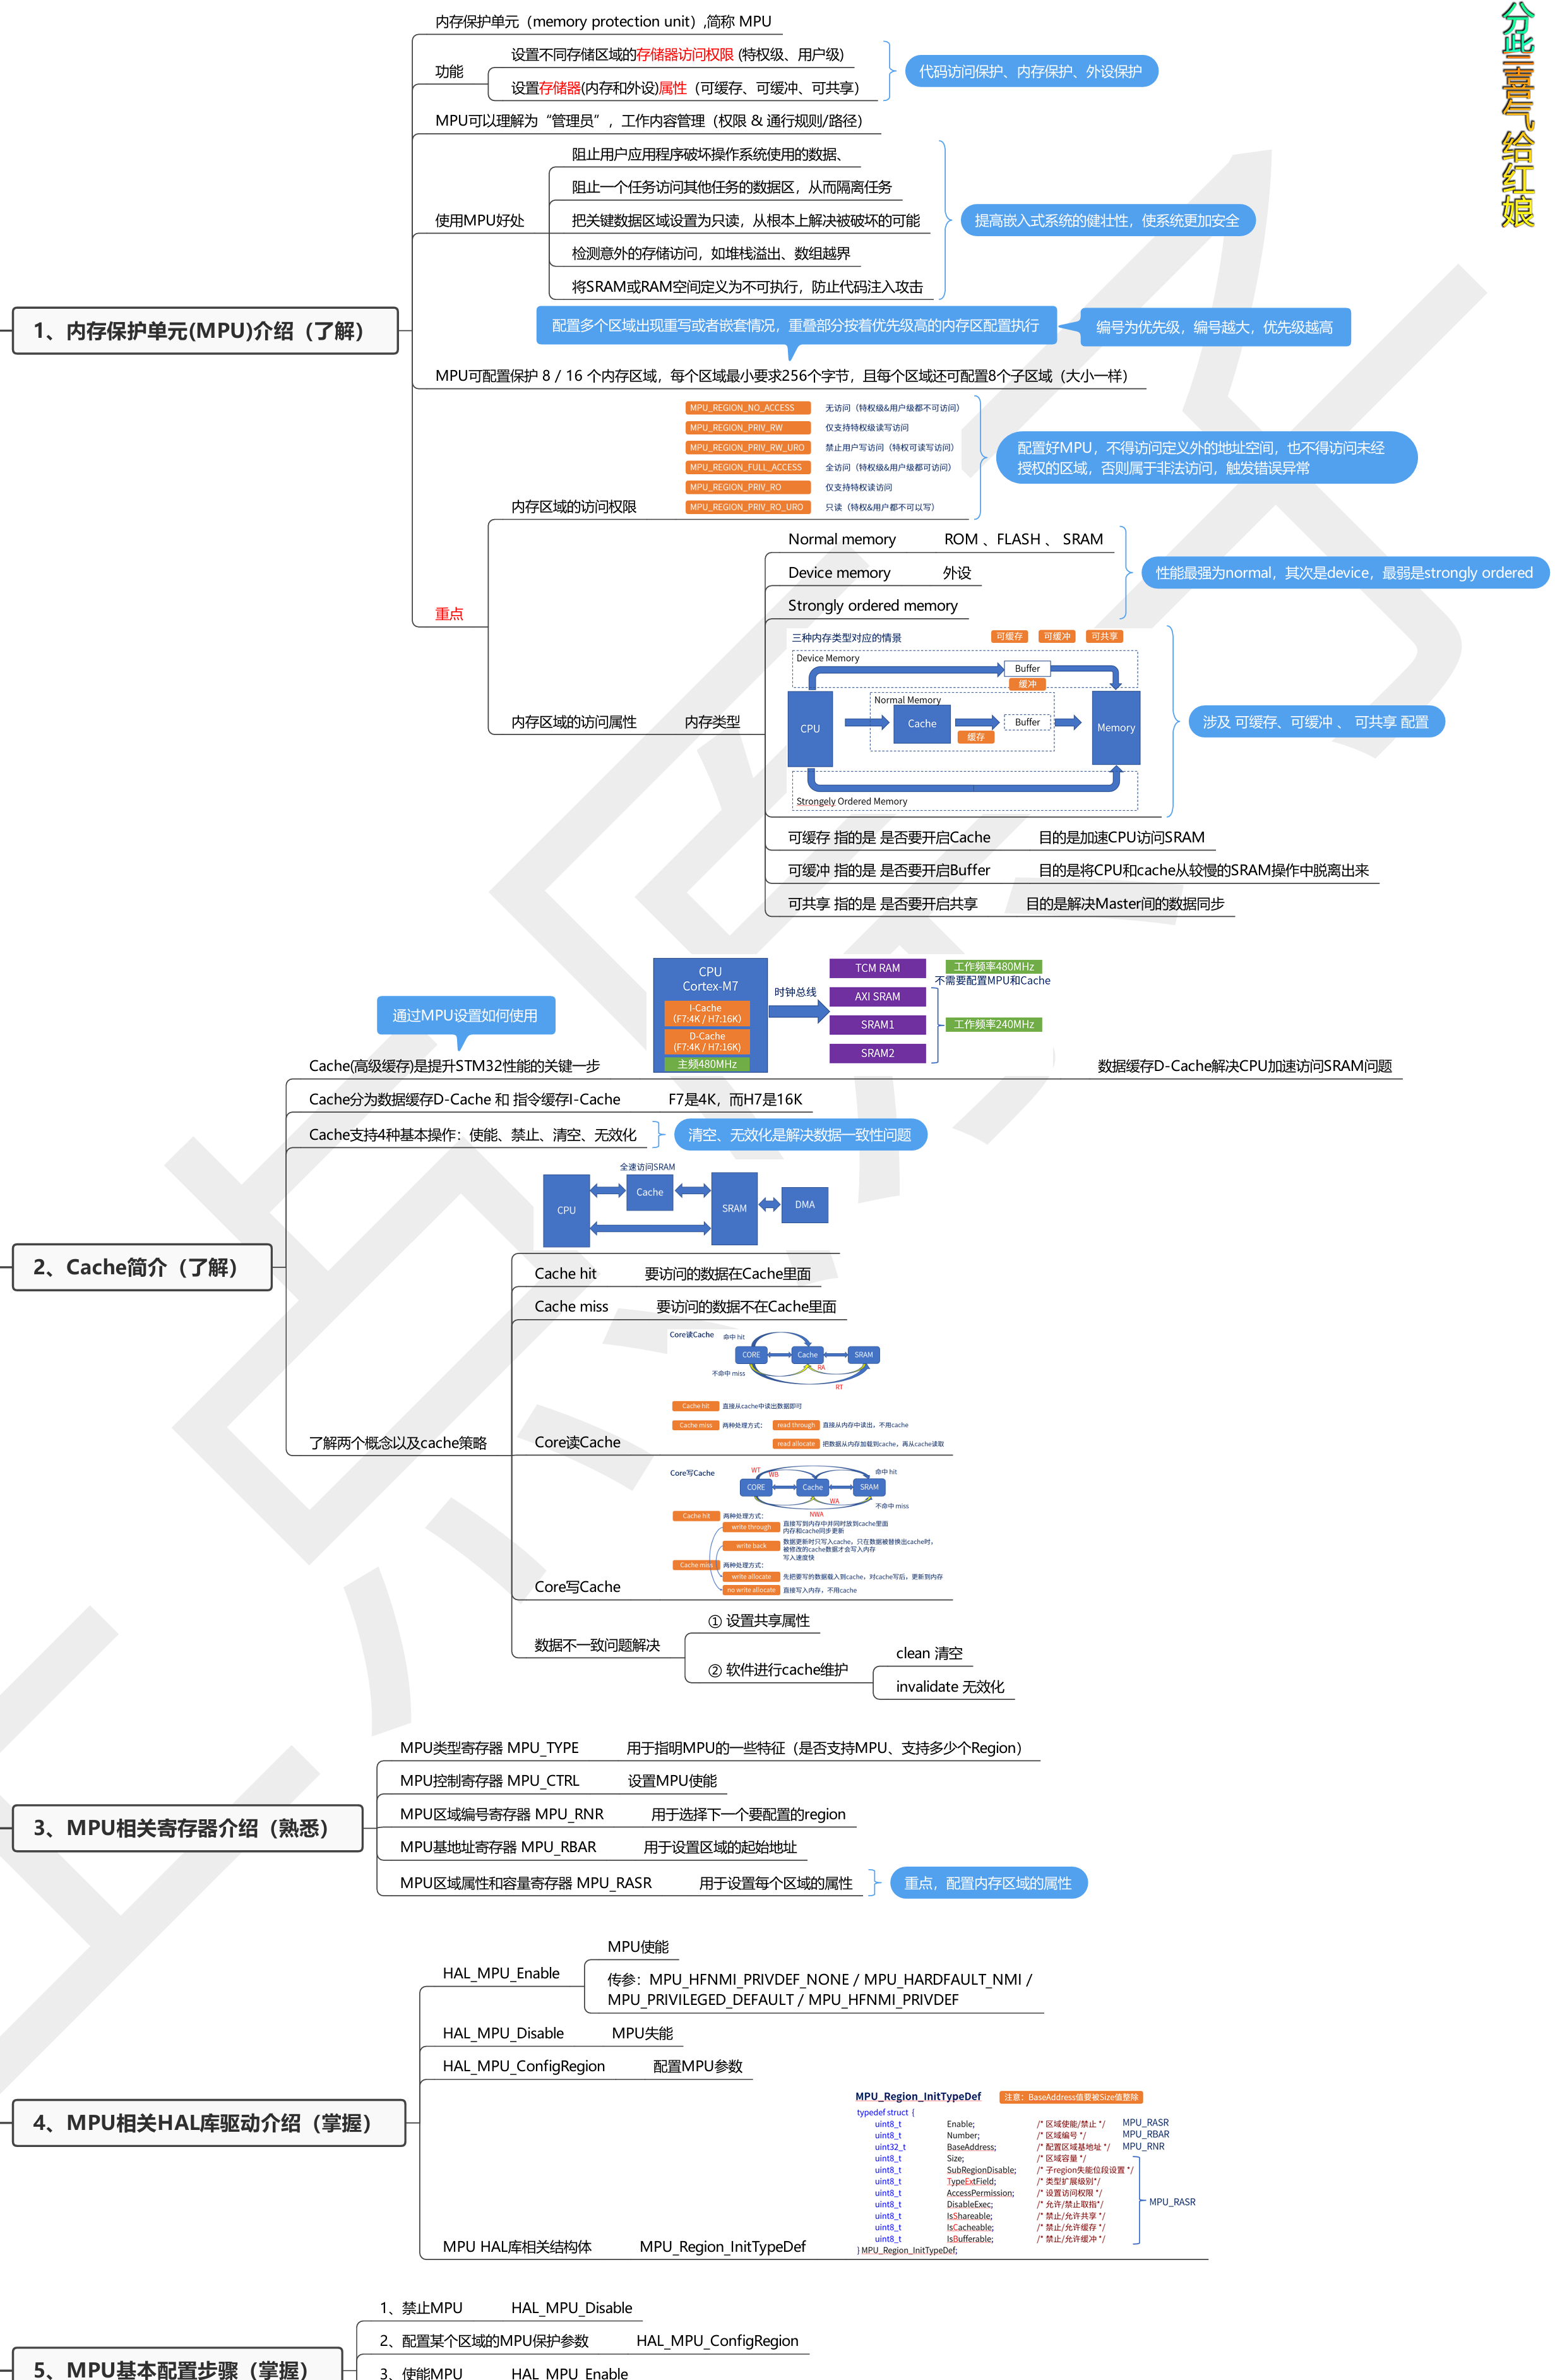 分此一喜气给红娘
内存保护单元（memory protection unit）,简称 MPU
功能
设置不同存储区域的存储器访问权限 (特权级、用户级)
设置存储器(内存和外设)属性（可缓存、可缓冲、可共享）
代码访问保护、内存保护、外设保护
MPU可以理解为“管理员”，工作内容管理（权限 & 通行规则/路径）
使用MPU好处
阻止用户应用程序破坏操作系统使用的数据、
阻止一个任务访问其他任务的数据区，从而隔离任务
把关键数据区域设置为只读，从根本上解决被破坏的可能
检测意外的存储访问，如堆栈溢出、数组越界
将SRAM或RAM空间定义为不可执行，防止代码注入攻击
提高嵌入式系统的健壮性，使系统更加安全
1、内存保护单元(MPU)介绍（了解）
配置多个区域出现重写或者嵌套情况，重叠部分按着优先级高的内存区配置执行
编号为优先级，编号越大，优先级越高
MPU可配置保护 8 / 16 个内存区域，每个区域最小要求256个字节，且每个区域还可配置8个子区域（大小一样）
重点
内存区域的访问权限
MPU_REGION_NO_ACCESS 无访问（特权级&用户级都不可访问）
MPU_REGION_PRIV_RW 仅支持特权级读写访问
MPU_REGION_PRIV_RW_URO 禁止用户写访问（特权可读写访问）
MPU_REGION_FULL_ACCESS 全访问（特权级&用户级都可访问）
MPU_REGION_PRIV_RO 仅支持特权读访问
MPU_REGION_PRIV_RO_URO 只读（特权&用户都不可以写）
配置好MPU，不得访问定义外的地址空间，也不得访问未经
授权的区域，否则属于非法访问，触发错误异常
内存区域的访问属性
内存类型
Normal memory ROM 、FLASH 、 SRAM
Device memory 外设
Strongly ordered memory
性能最强为normal，其次是device，最弱是strongly ordered
三种内存类型对应的情景
可缓存 可缓冲 可共享
Device Memory
Buffer
缓冲
Normal Memory
CPU
Cache
Buffer
Memory
缓存
Strongely Ordered Memory
涉及 可缓存、可缓冲 、 可共享 配置
可缓存 指的是 是否要开启Cache 目的是加速CPU访问SRAM
可缓冲 指的是 是否要开启Buffer 目的是将CPU和cache从较慢的SRAM操作中脱离出来
可共享 指的是 是否要开启共享 目的是解决Master间的数据同步
2、Cache简介（了解）
通过MPU设置如何使用
Cache(高级缓存)是提升STM32性能的关键一步
CPU
Cortex-M7
I-Cache
（F7:4K / H7:16K）
D-Cache
(F7:4K / H7:16K)
主频480MHz
时钟总线
TCM RAM
AXI SRAM
SRAM1
SRAM2
工作频率480MHz
不需要配置MPU和Cache
工作频率240MHz
数据缓存D-Cache解决CPU加速访问SRAM问题
Cache分为数据缓存D-Cache 和 指令缓存I-Cache F7是4K，而H7是16K
Cache支持4种基本操作：使能、禁止、清空、无效化
清空、无效化是解决数据一致性问题
了解两个概念以及cache策略
全速访问SRAM
CPU
Cache
SRAM
DMA
Cache hit 要访问的数据在Cache里面
Cache miss 要访问的数据不在Cache里面
Core读Cache
Core读Cache
命中 hit
CORE
Cache
SRAM
RA
不命中 miss
RT
Cache hit 直接从cache中读出数据即可
Cache miss 两种处理方式：
read through 直接从内存中读出，不用cache
read allocate 把数据从内存加载到cache，再从cache读取
Core写Cache
Core写Cache
WT
WB
命中 hit
CORE
Cache
SRAM
WA
不命中 miss
NWA
Cache hit 两种处理方式：
write through 直接写到内存中并同时放到cache里面
内存和cache同步更新
write back 数据更新时只写入cache，只在数据被替换出cache时，
被修改的cache数据才会写入内存
写入速度快
Cache miss 两种处理方式：
write allocate 先把要写的数据载入到cache，对cache写后，更新到内存
no write allocate 直接写入内存，不用cache
数据不一致问题解决
① 设置共享属性
② 软件进行cache维护
clean 清空
invalidate 无效化
3、MPU相关寄存器介绍（熟悉）
MPU类型寄存器 MPU_TYPE 用于指明MPU的一些特征（是否支持MPU、支持多少个Region）
MPU控制寄存器 MPU_CTRL 设置MPU使能
MPU区域编号寄存器 MPU_RNR 用于选择下一个要配置的region
MPU基地址寄存器 MPU_RBAR 用于设置区域的起始地址
MPU区域属性和容量寄存器 MPU_RASR 用于设置每个区域的属性
重点，配置内存区域的属性
4、MPU相关HAL库驱动介绍（掌握）
HAL_MPU_Enable
MPU使能
传参：MPU_HFNMI_PRIVDEF_NONE / MPU_HARDFAULT_NMI /
MPU_PRIVILEGED_DEFAULT / MPU_HFNMI_PRIVDEF
HAL_MPU_Disable MPU失能
HAL_MPU_ConfigRegion 配置MPU参数
MPU HAL库相关结构体 MPU_Region_InitTypeDef
MPU_Region_InitTypeDef 注意：BaseAddress值要被Size值整除
typedef struct {
uint8_t Enable; /* 区域使能/禁止 */ MPU_RASR
uint8_t Number; /* 区域编号 */ MPU_RBAR
uint32_t BaseAddress; /* 配置区域基地址 */ MPU_RNR
uint8_t Size; /* 区域容量 */
uint8_t SubRegionDisable; /* 子region失能位段设置 */
uint8_t TypeExtField; /* 类型扩展级别*/
uint8_t AccessPermission; /* 设置访问权限 */
uint8_t DisableExec; /* 允许/禁止取指*/
uint8_t IsShareable; /* 禁止/允许共享 */
uint8_t IsCacheable; /* 禁止/允许缓存 */
uint8_t IsBufferable; /* 禁止/允许缓冲 */
MPU_RASR
} MPU_Region_InitTypeDef;
5、MPU基本配置步骤（掌握）
1、禁止MPU HAL_MPU_Disable
2、配置某个区域的MPU保护参数 HAL_MPU_ConfigRegion
3、使能MPU HAL_MPU_Enable